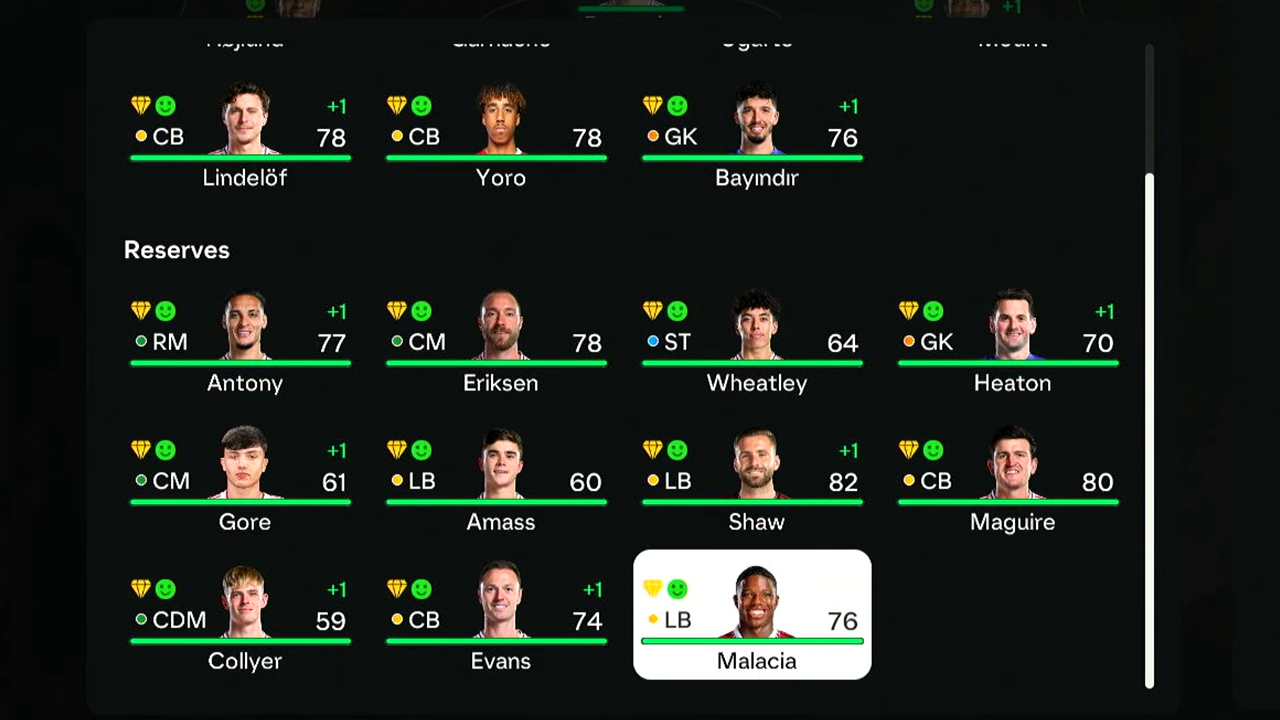 +1
+1 +1
CB 78 CB 78 GK 76
Lindelöf Yoro Bayındır
Reserves
+1 +1
RM 77 CM 78 ST 64 GK 70
Antony Eriksen Wheatley Heaton
+1 +1
CM 61 LB 60 LB 82 CB 80
Gore Amass Shaw Maguire
+1 +1
CDM 59 CB 74 LB 76
Collyer Evans Malacia